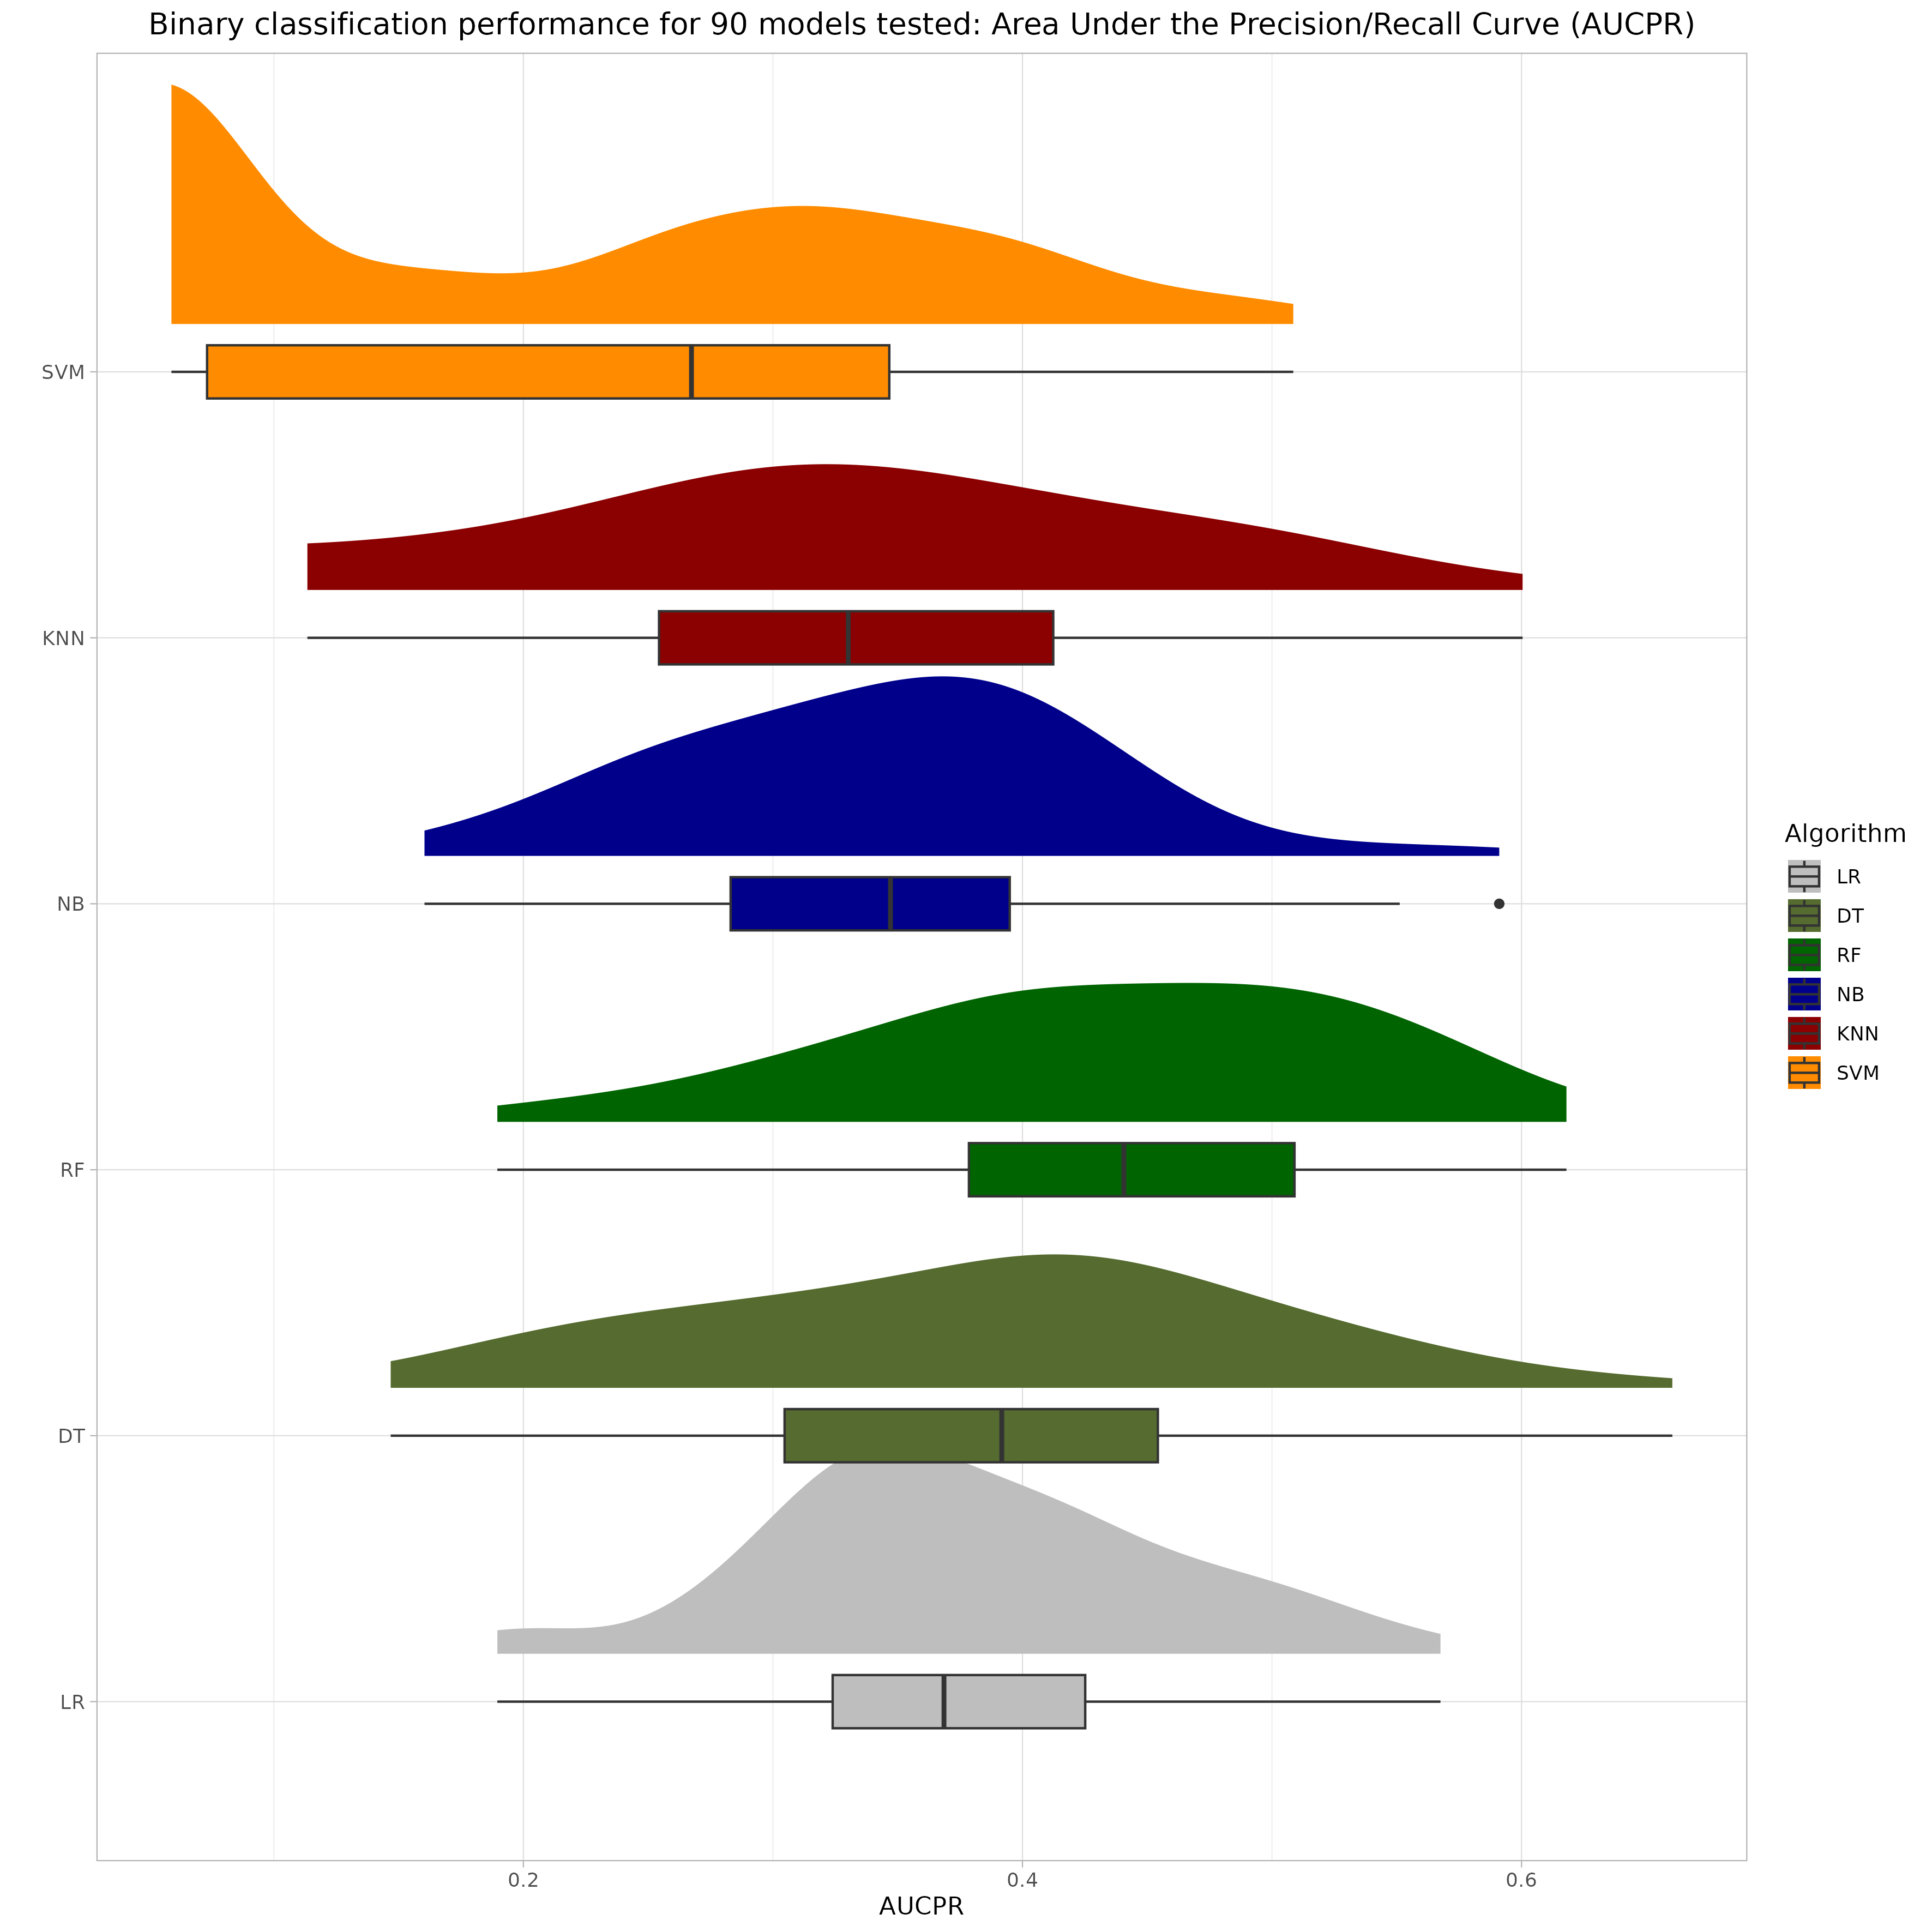 Binary classification performance for 90 models tested: Area Under the Precision/Recall Curve (AUCPR)
SVM
KNN
NB
RF
DT
LR
0.2 0.4 0.6
AUCPR
Algorithm
LR
DT
RF
NB
KNN
SVM